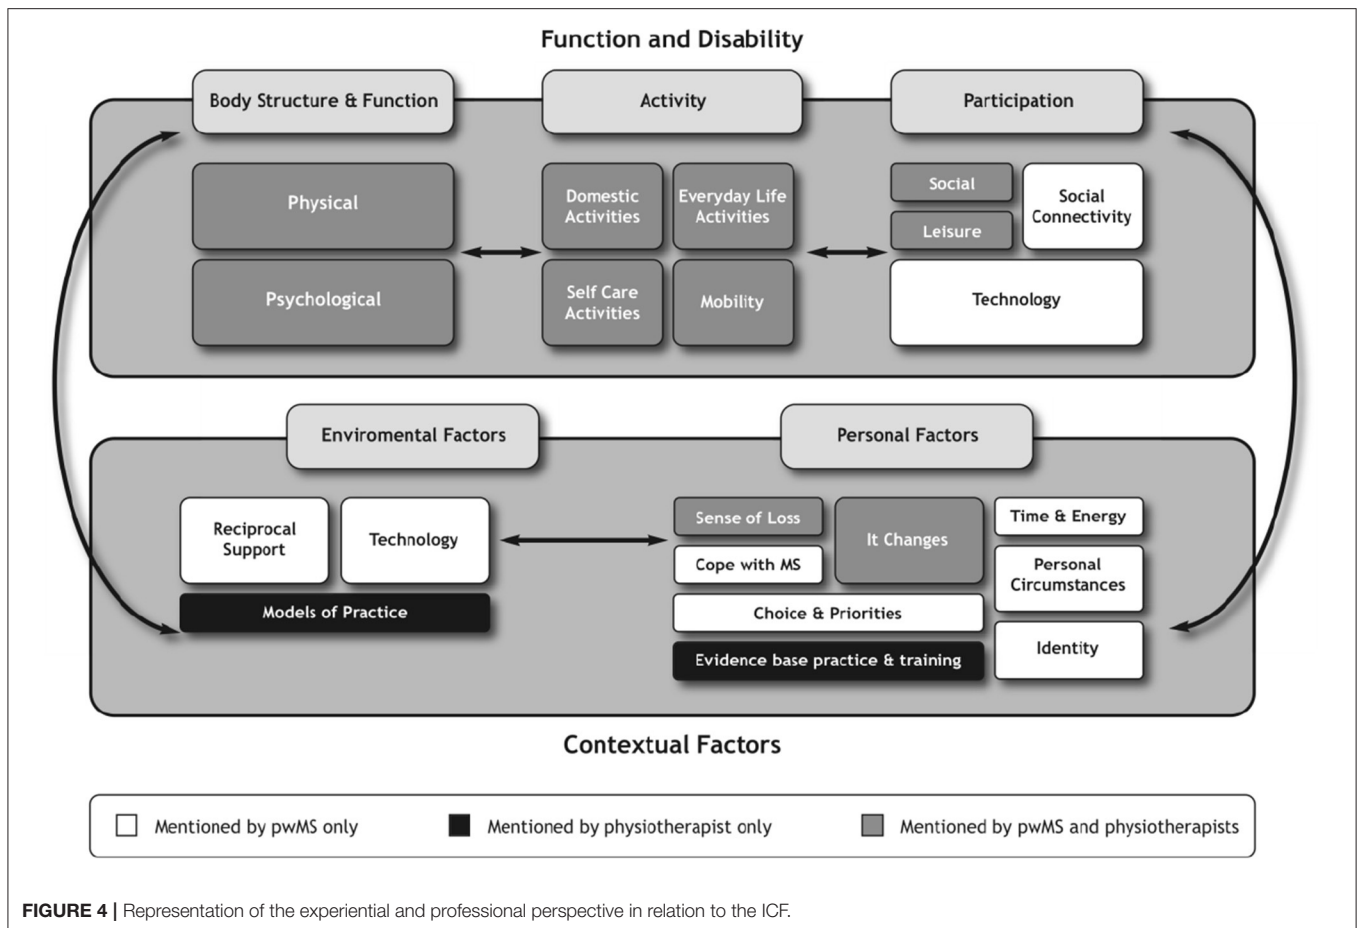 Function and Disability
Body Structure & Function
Activity
Participation
Physical
Psychological
Domestic
Activities
Everyday Life
Activities
Self Care
Activities
Mobility
Social
Leisure
Social
Connectivity
Technology
Enviromental Factors
Personal Factors
Reciprocal
Support
Technology
Models of Practice
Sense of Loss
Cope with MS
It Changes
Choice & Priorities
Evidence base practice & training
Time & Energy
Personal
Circumstances
Identity
Contextual Factors
Mentioned by pwMS only
Mentioned by physiotherapist only
Mentioned by pwMS and physiotherapists
FIGURE 4 | Representation of the experiential and professional perspective in relation to the ICF.